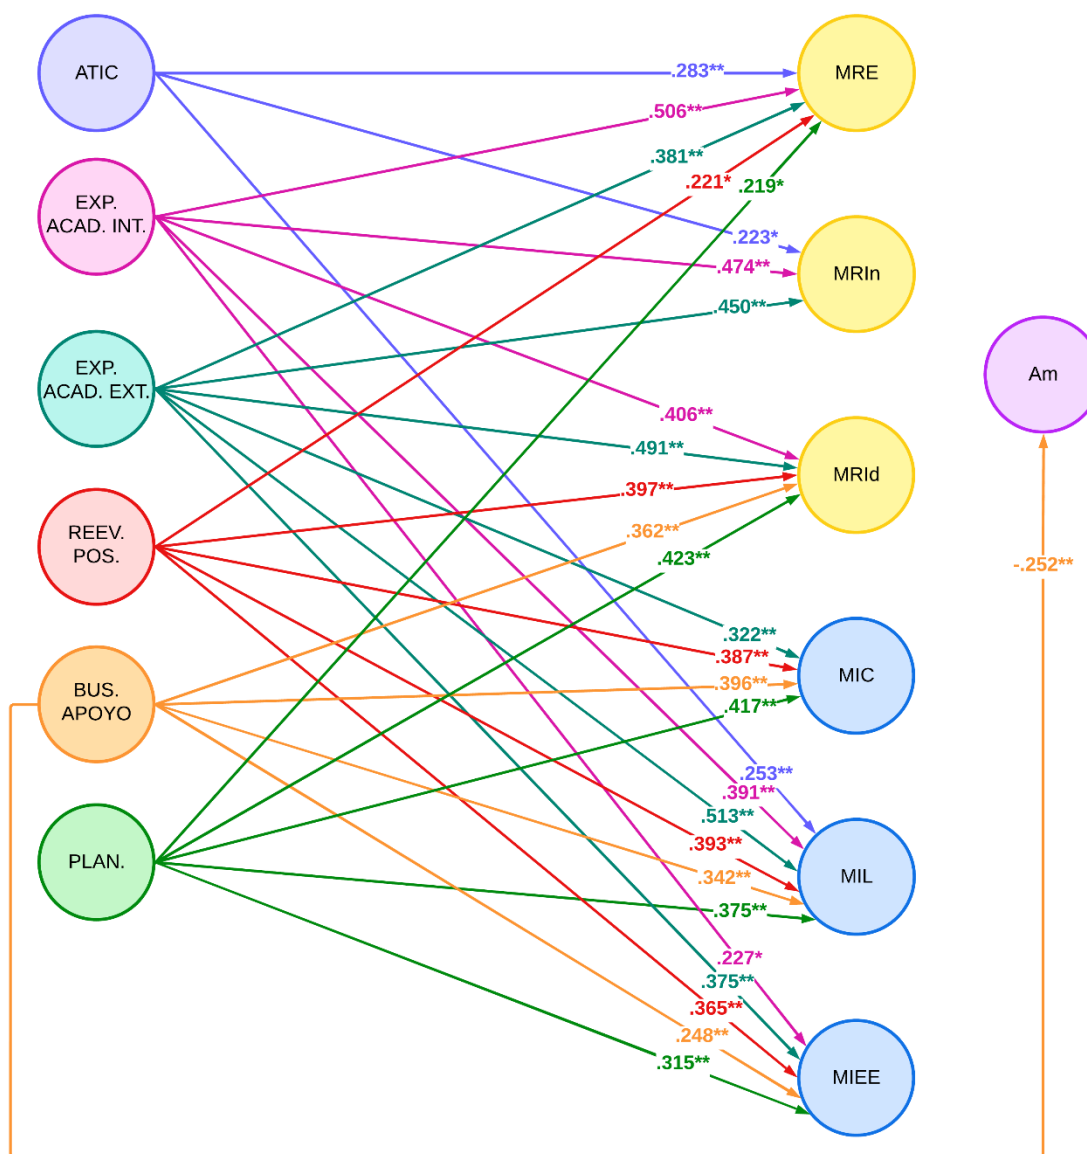 ATIC
EXP.
ACAD. INT.
EXP.
ACAD. EXT.
REEV.
POS.
BUS.
APOYO
PLAN.
.283**
.506**
.381**
.221*
.219*
.223*
.474**
.450**
.406**
.491**
.397**
.362**
.423**
.322**
.387**
.396**
.417**
.253**
.391**
.513**
.393**
.342**
.375**
.227*
.375**
.365**
.248**
.315**
MRE
MRIn
MRId
MIC
MIL
MIEE
Am
-.252**